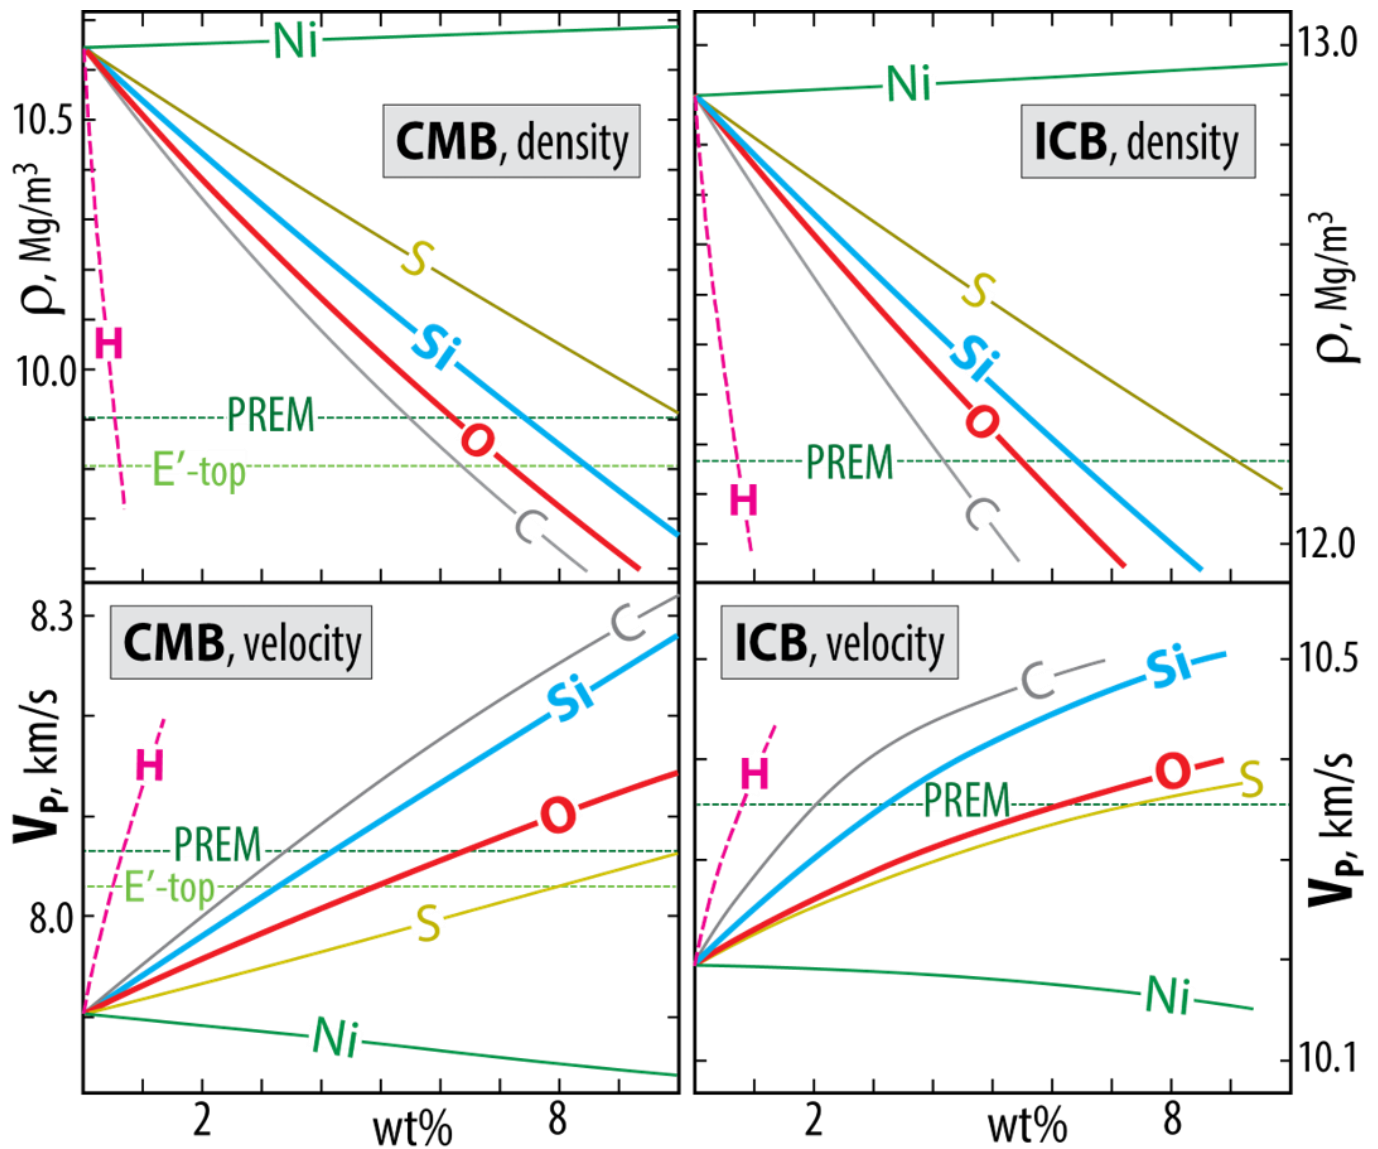 Ni
10.5
CMB, density
ρ, Mg/m³
S
Si
H
10.0
PREM
O
E′-top
C
Ni
13.0
ICB, density
ρ, Mg/m³
S
Si
O
PREM
H
C
12.0
8.3
CMB, velocity
C
Si
VP, km/s
H
O
PREM
E′-top
8.0
S
Ni
2
wt%
8
ICB, velocity
10.5
C
Si
H
O
S
PREM
VP, km/s
Ni
10.1
2
wt%
8